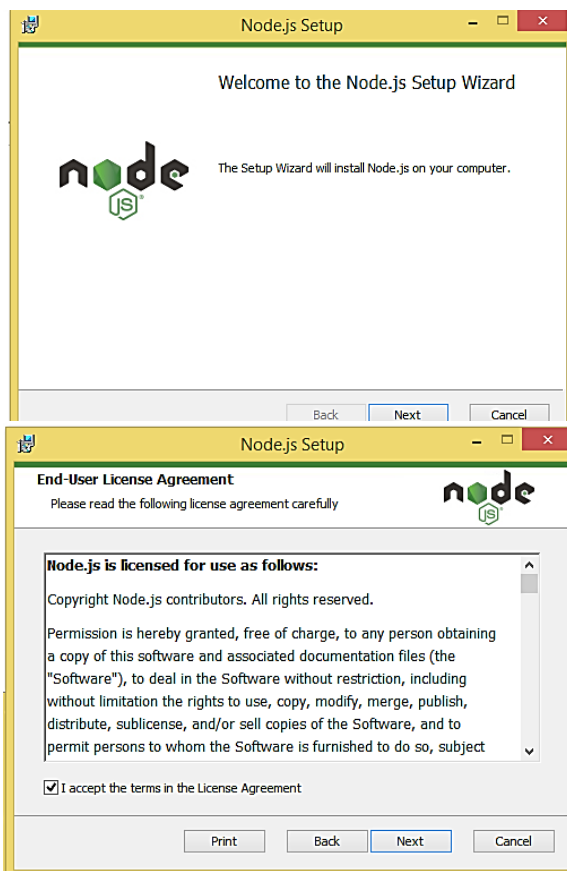 Node.js Setup
Welcome to the Node.js Setup Wizard
node
JS
The Setup Wizard will install Node.js on your computer.
Back Next Cancel
Node.js Setup
End-User License Agreement
Please read the following license agreement carefully
node
JS
Node.js is licensed for use as follows:
Copyright Node.js contributors. All rights reserved.
Permission is hereby granted, free of charge, to any person obtaining
a copy of this software and associated documentation files (the
"Software"), to deal in the Software without restriction, including
without limitation the rights to use, copy, modify, merge, publish,
distribute, sublicense, and/or sell copies of the Software, and to
permit persons to whom the Software is furnished to do so, subject
I accept the terms in the License Agreement
Print Back Next Cancel